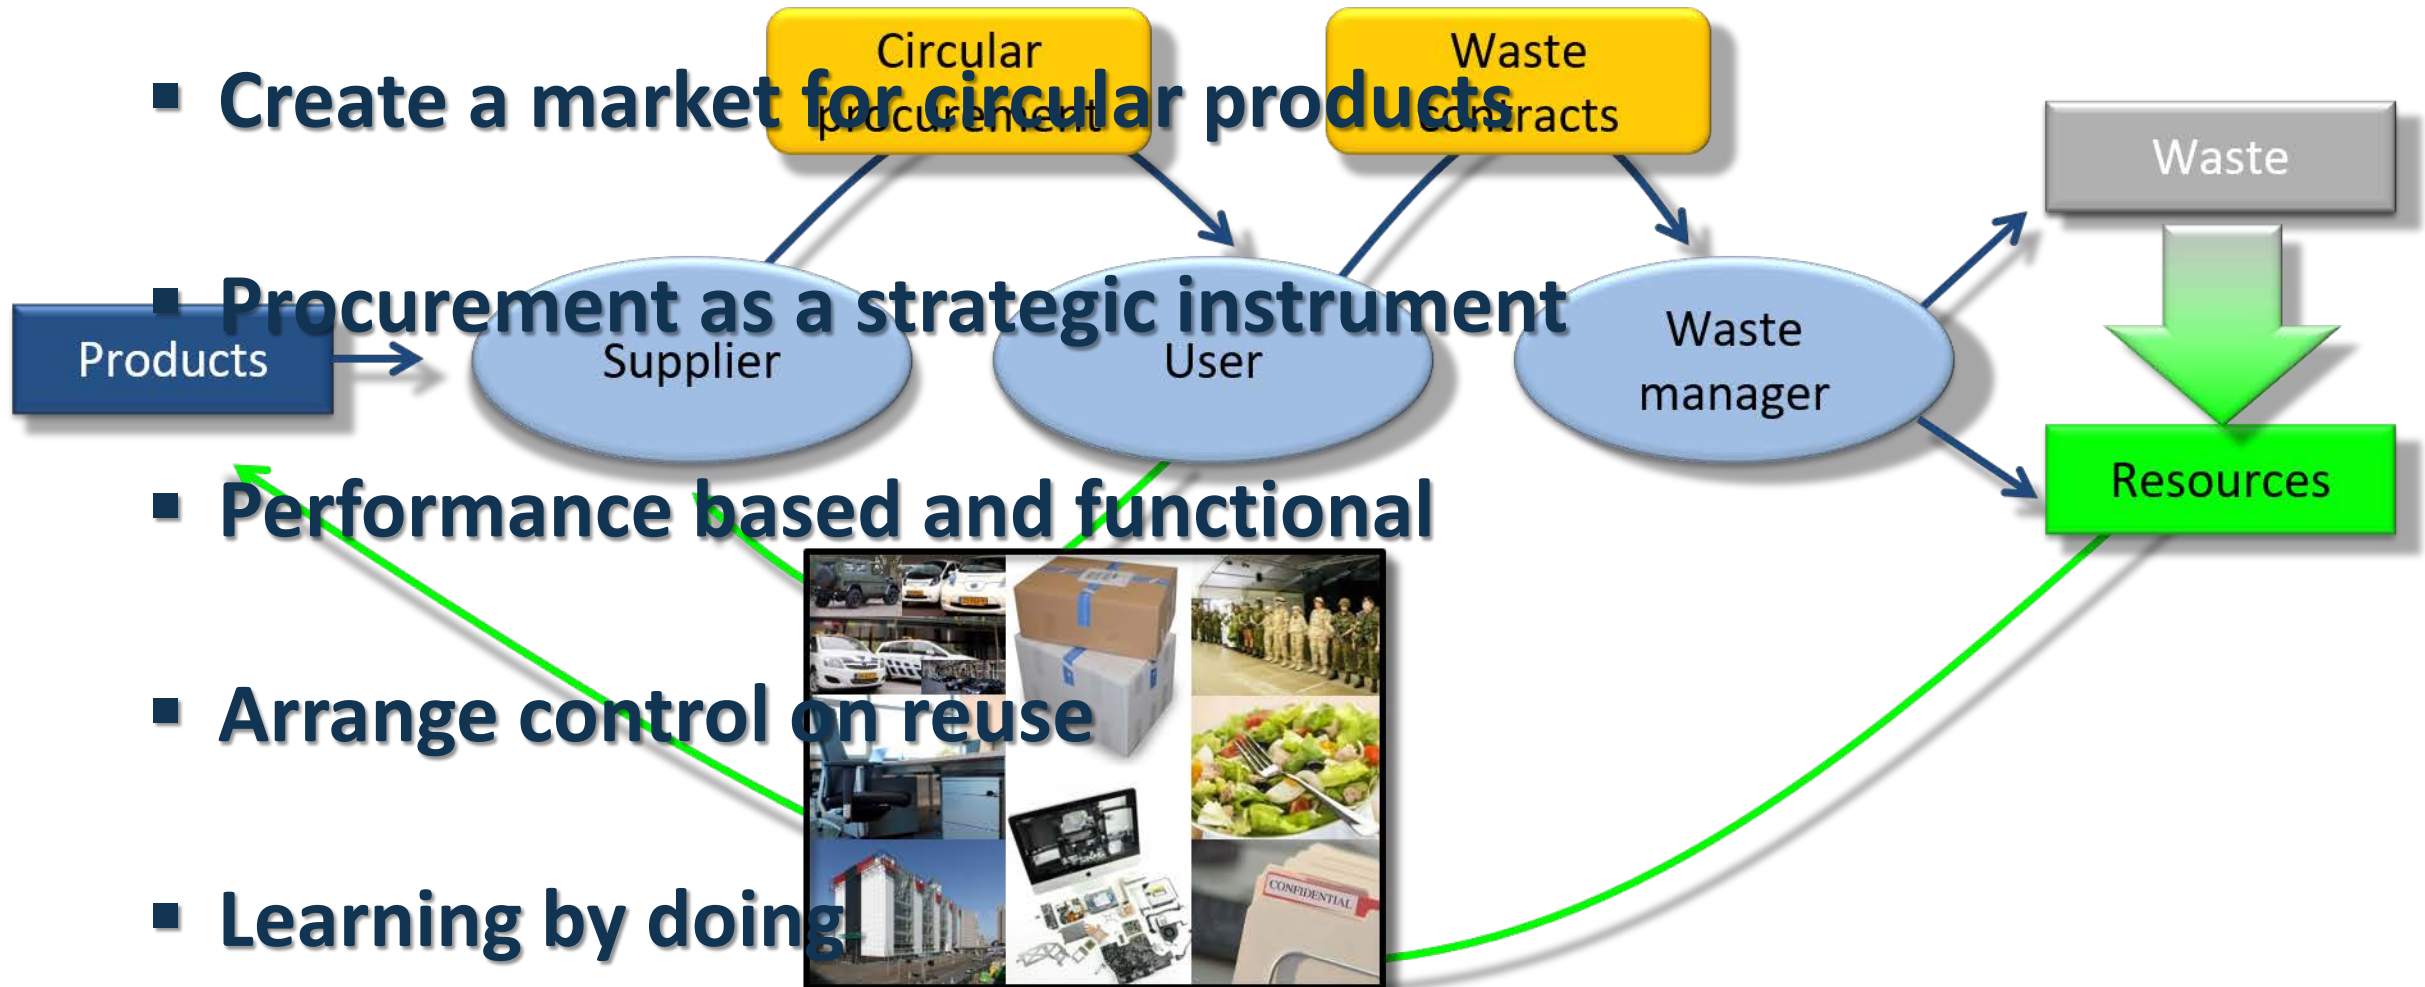 Circular
procurement
Waste
contracts
▪ Create a market for circular products
Waste
▪ Procurement as a strategic instrument
Products
Supplier
User
Waste
manager
▪ Performance based and functional
Resources
▪ Arrange control on reuse
CONFIDENTIAL
▪ Learning by doing